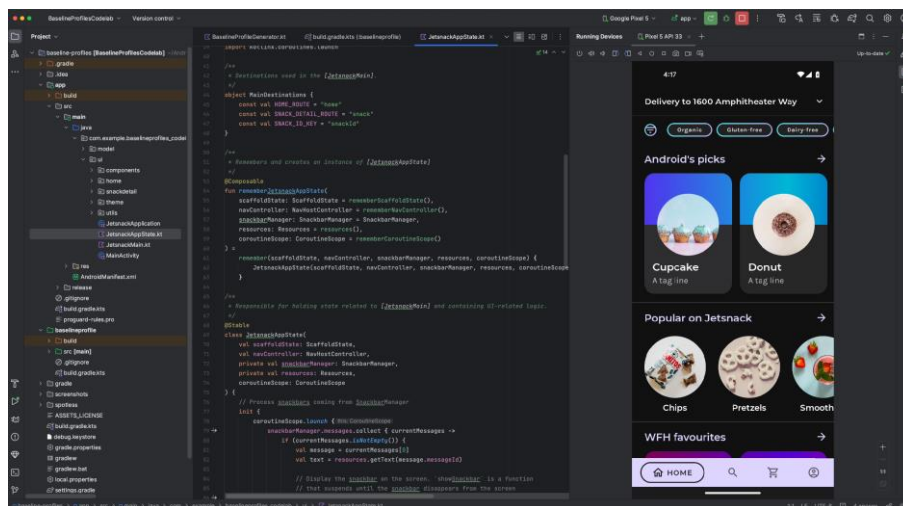 BaselineProfilesCodelab
Version control
Google Pixel 5
app
Project
BaselineProfileGenerator.kt
build.gradle.kts (baselineprofile)
JetsnackAppState.kt
Running Devices
Pixel 5 API 33
Up-to-date
baseline-profiles [BaselineProfilesCodelab]
.gradle
.idea
app
build
src
main
java
com.example.baselineprofiles_codel
model
ui
components
home
snackdetail
theme
utils
JetsnackApplication
JetsnackAppState.kt
JetsnackMain.kt
MainActivity
res
AndroidManifest.xml
release
.gitignore
build.gradle.kts
proguard-rules.pro
baselineprofile
build
src [main]
.gitignore
build.gradle.kts
gradle
screenshots
spotless
ASSETS_LICENSE
build.gradle.kts
debug.keystore
gradle.properties
gradlew
gradlew.bat
local.properties
settings.gradle
import kotlinx.coroutines.launch
/**
* Destinations used in the [JetsnackMain].
*/
object MainDestinations {
const val HOME_ROUTE = "home"
const val SNACK_DETAIL_ROUTE = "snack"
const val SNACK_ID_KEY = "snackId"
}
/**
* Remembers and creates an instance of [JetsnackAppState]
*/
@Composable
fun rememberJetsnackAppState(
scaffoldState: ScaffoldState = rememberScaffoldState(),
navController: NavHostController = rememberNavController(),
snackbarManager: SnackbarManager = SnackbarManager,
resources: Resources = resources(),
coroutineScope: CoroutineScope = rememberCoroutineScope()
) =
remember(scaffoldState, navController, snackbarManager, resources, coroutineScope) {
JetsnackAppState(scaffoldState, navController, snackbarManager, resources, coroutineScope
}
/**
* Responsible for holding state related to [JetsnackMain] and containing UI-related logic.
*/
@Stable
class JetsnackAppState(
val scaffoldState: ScaffoldState,
val navController: NavHostController,
private val snackbarManager: SnackbarManager,
private val resources: Resources,
coroutineScope: CoroutineScope
) {
// Process snackbars coming from SnackbarManager
init {
coroutineScope.launch { this: CoroutineScope
snackbarManager.messages.collect { currentMessages ->
if (currentMessages.isNotEmpty()) {
val message = currentMessages[0]
val text = resources.getText(message.messageId)
// Display the snackbar on the screen. `showSnackbar` is a function
// that suspends until the snackbar disappears from the screen
4:17
Delivery to 1600 Amphitheater Way
Organic
Gluten-free
Dairy-free
Android's picks
Cupcake
Donut
A tag line
A tag line
Popular on Jetsnack
Chips
Pretzels
Smooth
WFH favourites
HOME